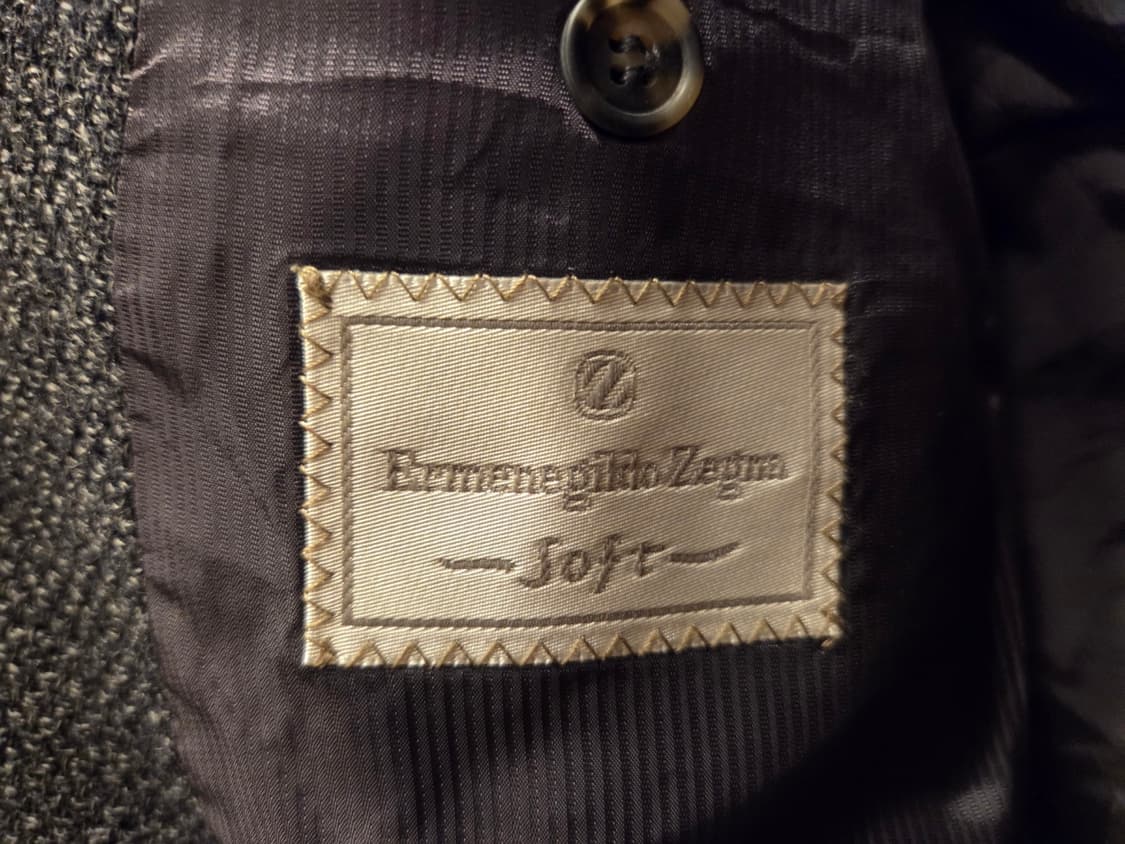 Z
Ermenegildo Zegna
—Soft—